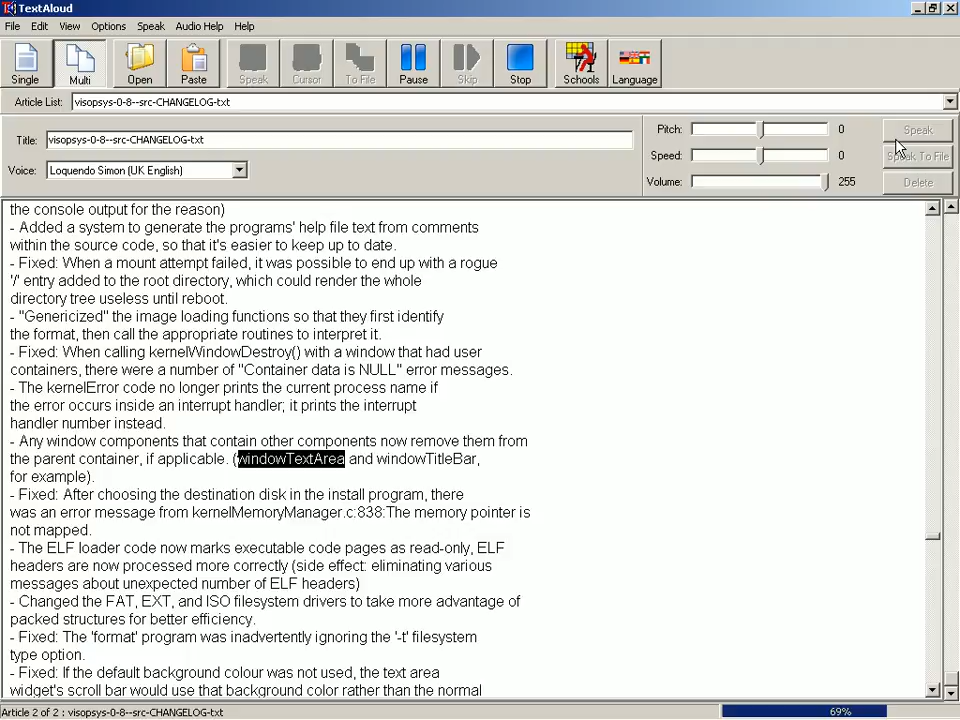 TextAloud
File Edit View Options Speak Audio Help Help
Single Multi Open Paste Speak Cursor To File Pause Skip Stop Schools Language
Article List: visopsys-0-8--src-CHANGELOG-txt
Title: visopsys-0-8--src-CHANGELOG-txt
Pitch: 0 Speak
Speed: 0 Speak To File
Voice: Loquendo Simon (UK English)
Volume: 255 Delete
the console output for the reason)
- Added a system to generate the programs' help file text from comments
within the source code, so that it's easier to keep up to date.
- Fixed: When a mount attempt failed, it was possible to end up with a rogue
'/' entry added to the root directory, which could render the whole
directory tree useless until reboot.
- "Genericized" the image loading functions so that they first identify
the format, then call the appropriate routines to interpret it.
- Fixed: When calling kernelWindowDestroy() with a window that had user
containers, there were a number of "Container data is NULL" error messages.
- The kernelError code no longer prints the current process name if
the error occurs inside an interrupt handler; it prints the interrupt
handler number instead.
- Any window components that contain other components now remove them from
the parent container, if applicable. (windowTextArea and windowTitleBar,
for example).
- Fixed: After choosing the destination disk in the install program, there
was an error message from kernelMemoryManager.c:838:The memory pointer is
not mapped.
- The ELF loader code now marks executable code pages as read-only, ELF
headers are now processed more correctly (side effect: eliminating various
messages about unexpected number of ELF headers)
- Changed the FAT, EXT, and ISO filesystem drivers to take more advantage of
packed structures for better efficiency.
- Fixed: The 'format' program was inadvertently ignoring the '-t' filesystem
type option.
- Fixed: If the default background colour was not used, the text area
widget's scroll bar would use that background color rather than the normal
Article 2 of 2 : visopsys-0-8--src-CHANGELOG-txt 69%